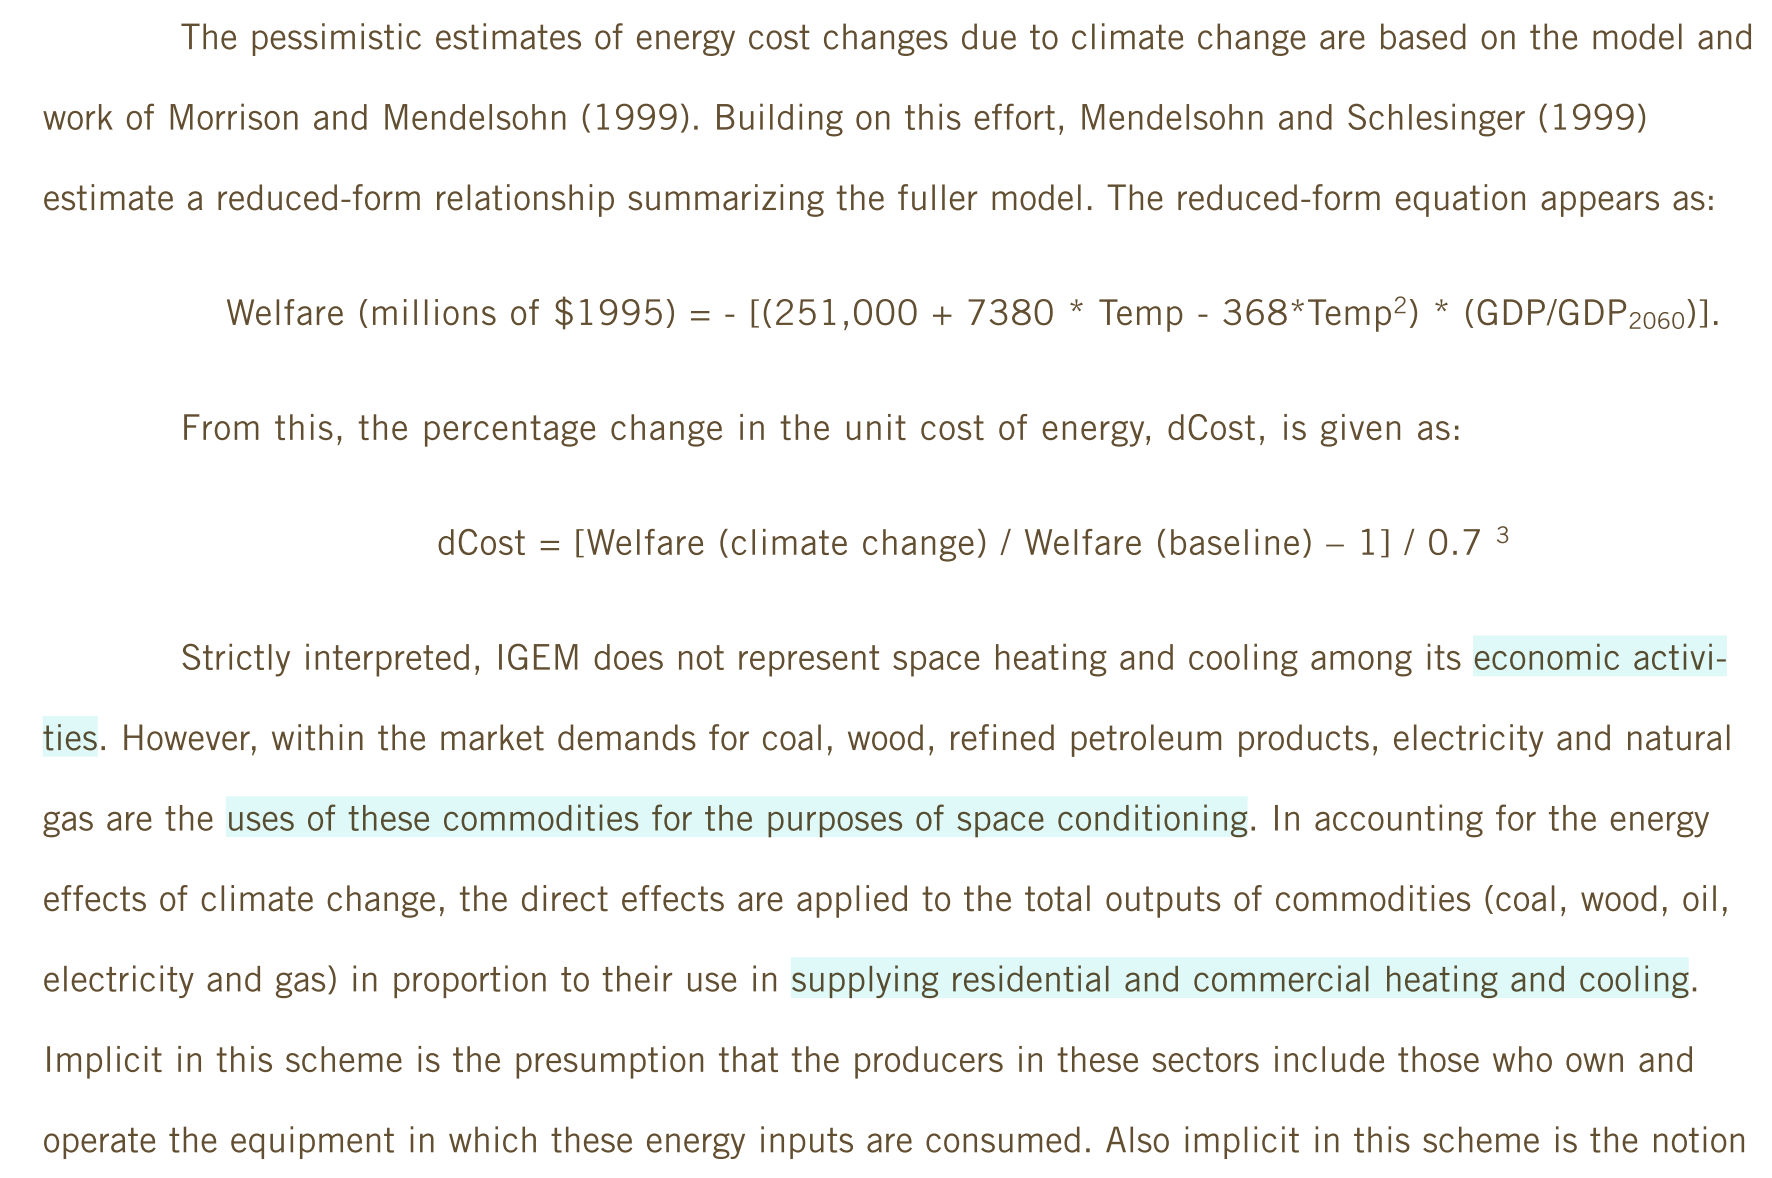 The pessimistic estimates of energy cost changes due to climate change are based on the model and
work of Morrison and Mendelsohn (1999). Building on this effort, Mendelsohn and Schlesinger (1999)
estimate a reduced-form relationship summarizing the fuller model. The reduced-form equation appears as:
Welfare (millions of $1995) = - [(251,000 + 7380 * Temp - 368*Temp²) * (GDP/GDP₂₀₆₀)].
From this, the percentage change in the unit cost of energy, dCost, is given as:
dCost = [Welfare (climate change) / Welfare (baseline) – 1] / 0.7 ³
Strictly interpreted, IGEM does not represent space heating and cooling among its economic activi-
ties. However, within the market demands for coal, wood, refined petroleum products, electricity and natural
gas are the uses of these commodities for the purposes of space conditioning. In accounting for the energy
effects of climate change, the direct effects are applied to the total outputs of commodities (coal, wood, oil,
electricity and gas) in proportion to their use in supplying residential and commercial heating and cooling.
Implicit in this scheme is the presumption that the producers in these sectors include those who own and
operate the equipment in which these energy inputs are consumed. Also implicit in this scheme is the notion